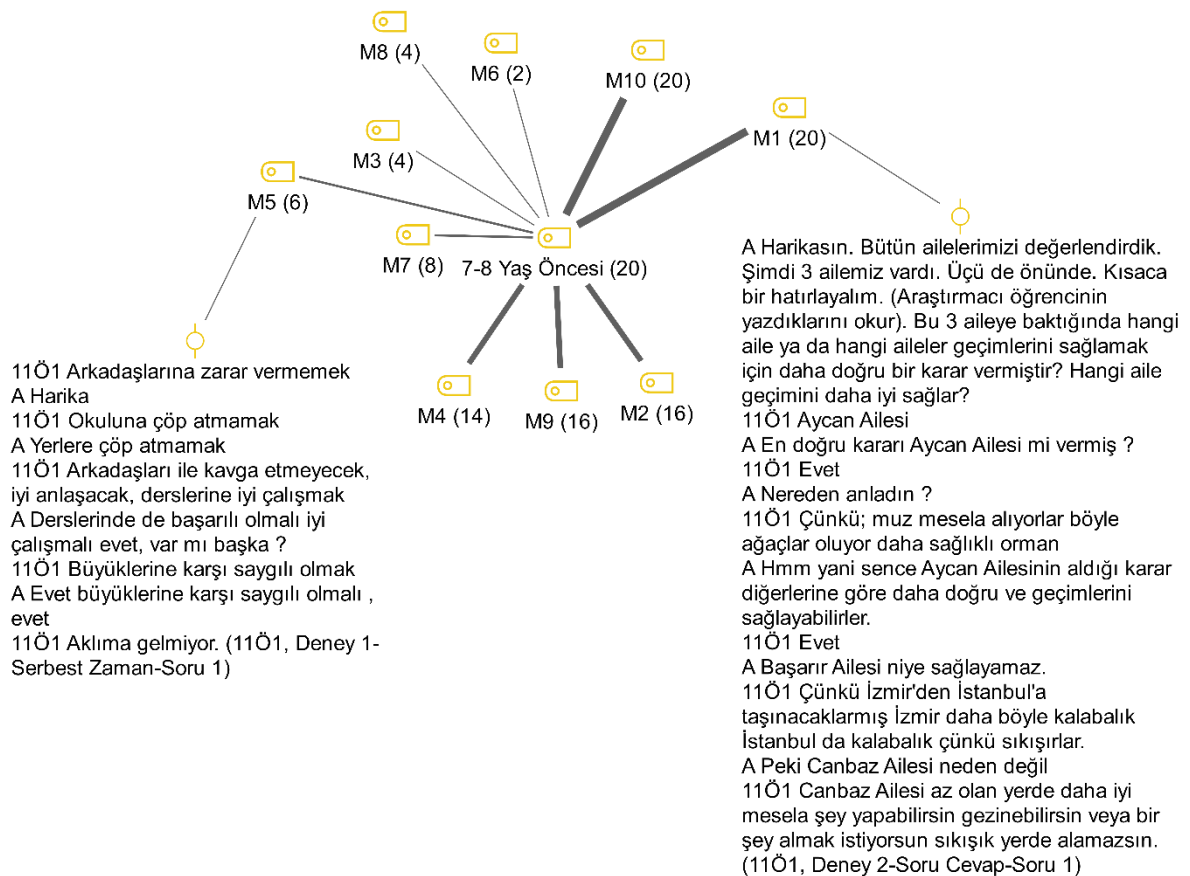 M8 (4)
M6 (2)
M10 (20)
M1 (20)
M3 (4)
M5 (6)
M7 (8)
7-8 Yaş Öncesi (20)
M4 (14)
M9 (16)
M2 (16)
11Ö1 Arkadaşlarına zarar vermemek
A Harika
11Ö1 Okuluna çöp atmamak
A Yerlere çöp atmamak
11Ö1 Arkadaşları ile kavga etmeyecek,
iyi anlaşacak, derslerine iyi çalışmak
A Derslerinde de başarılı olmalı iyi
çalışmalı evet, var mı başka ?
11Ö1 Büyüklerine karşı saygılı olmak
A Evet büyüklerine karşı saygılı olmalı ,
evet
11Ö1 Aklıma gelmiyor. (11Ö1, Deney 1-
Serbest Zaman-Soru 1)
A Harikasın. Bütün ailelerimizi değerlendirdik.
Şimdi 3 ailemiz vardı. Üçü de önünde. Kısaca
bir hatırlayalım. (Araştırmacı öğrencinin
yazdıklarını okur). Bu 3 aileye baktığında hangi
aile ya da hangi aileler geçimlerini sağlamak
için daha doğru bir karar vermiştir? Hangi aile
geçimini daha iyi sağlar?
11Ö1 Aycan Ailesi
A En doğru kararı Aycan Ailesi mi vermiş ?
11Ö1 Evet
A Nereden anladın ?
11Ö1 Çünkü; muz mesela alıyorlar böyle
ağaçlar oluyor daha sağlıklı orman
A Hmm yani sence Aycan Ailesinin aldığı karar
diğerlerine göre daha doğru ve geçimlerini
sağlayabilirler.
11Ö1 Evet
A Başarır Ailesi niye sağlayamaz.
11Ö1 Çünkü İzmir'den İstanbul'a
taşınacaklarmış İzmir daha böyle kalabalık
İstanbul da kalabalık çünkü sıkışırlar.
A Peki Canbaz Ailesi neden değil
11Ö1 Canbaz Ailesi az olan yerde daha iyi
mesela şey yapabilirsin gezinebilirsin veya bir
şey almak istiyorsun sıkışık yerde alamazsın.
(11Ö1, Deney 2-Soru Cevap-Soru 1)